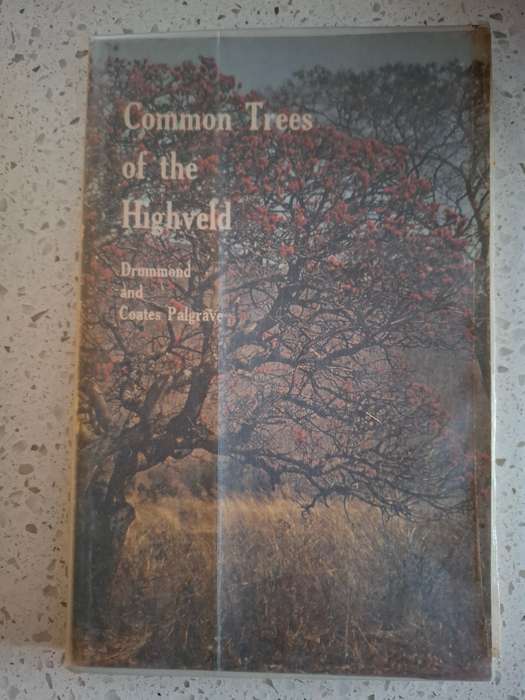 Common Trees
of the
Highveld
Drummond
and
Coates Palgrave